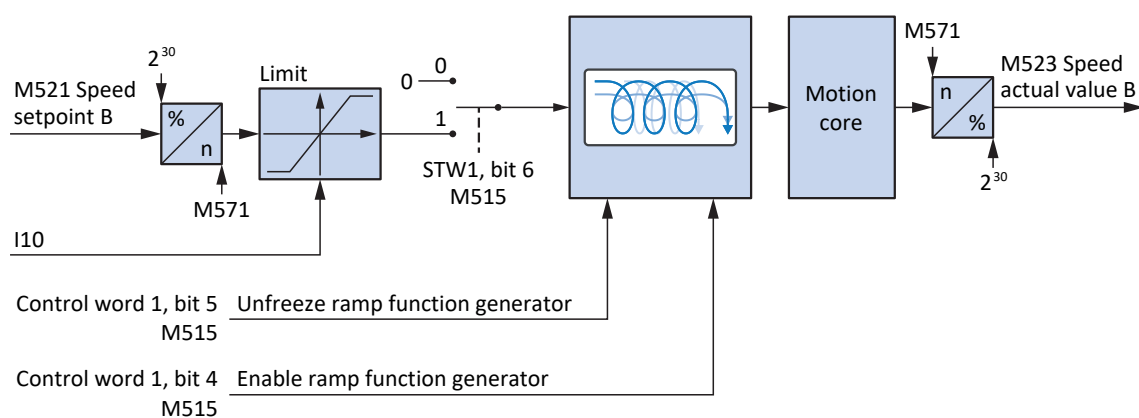 2³⁰
M521 Speed
setpoint B
%
n
M571
Limit
I10
0
0
1
STW1, bit 6
M515
Motion
core
M571
n
%
2³⁰
M523 Speed
actual value B
Control word 1, bit 5 Unfreeze ramp function generator
M515
Control word 1, bit 4 Enable ramp function generator
M515